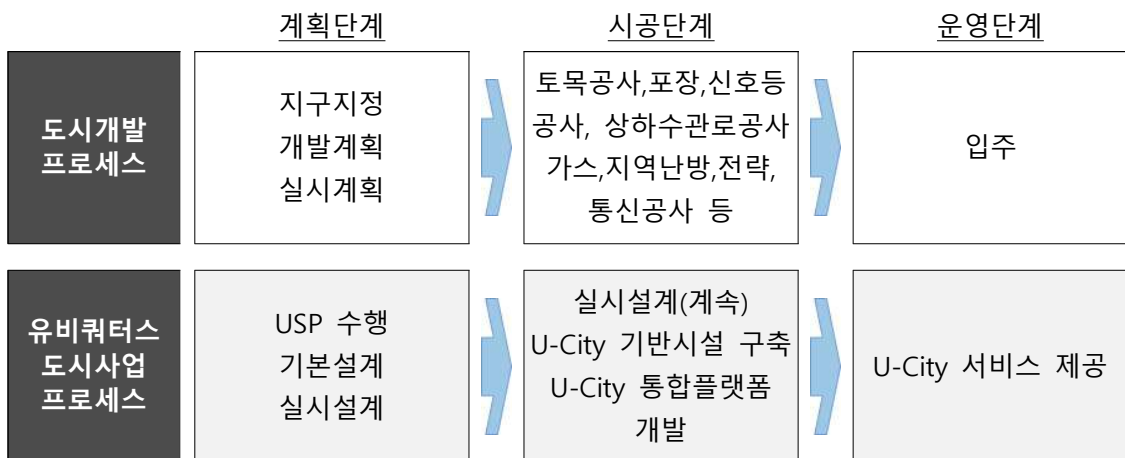 계획단계
시공단계
운영단계
도시개발
프로세스
지구지정
개발계획
실시계획
토목공사,포장,신호등
공사, 상하수관로공사
가스,지역난방,전략,
통신공사 등
입주
유비쿼터스
도시사업
프로세스
USP 수행
기본설계
실시설계
실시설계(계속)
U-City 기반시설 구축
U-City 통합플랫폼
개발
U-City 서비스 제공